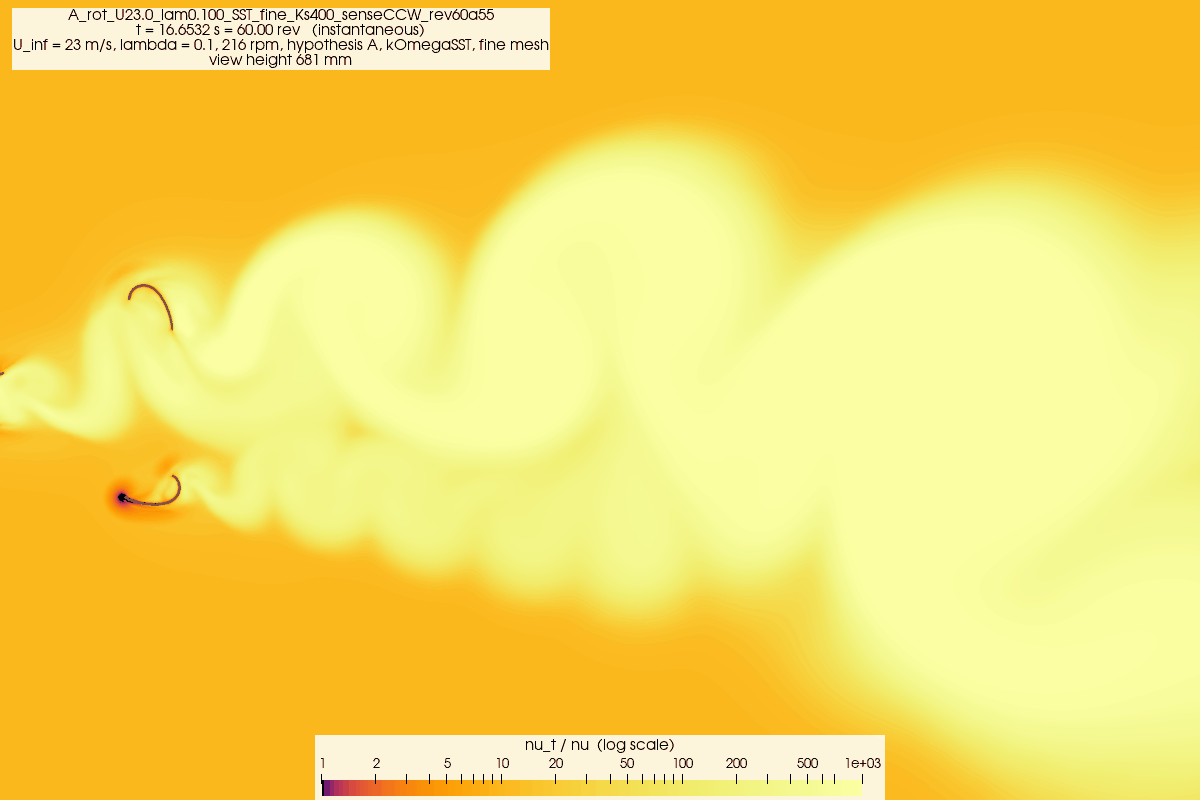 A_rot_U23.0_lam0.100_SST_fine_Ks400_senseCCW_rev60a55
t = 16.6532 s = 60.00 rev (instantaneous)
U_inf = 23 m/s, lambda = 0.1, 216 rpm, hypothesis A, kOmegaSST, fine mesh
view height 681 mm
nu_t / nu (log scale)
1 2 5 10 20 50 100 200 500 1e+03